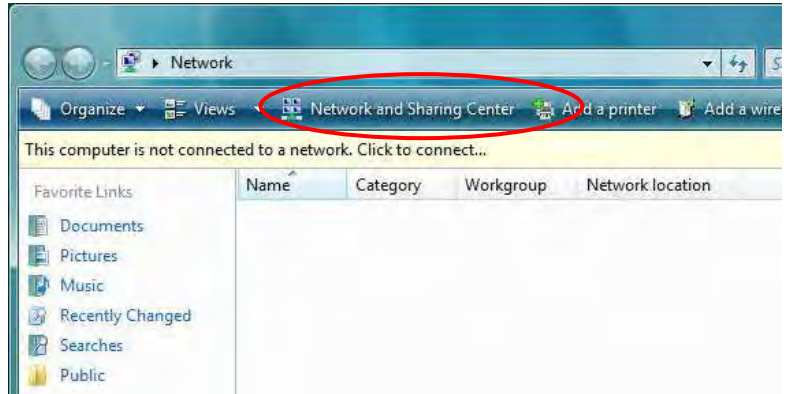 Network
Organize Views Network and Sharing Center Add a printer Add a wire
This computer is not connected to a network. Click to connect...
Favorite Links
Name Category Workgroup Network location
Documents
Pictures
Music
Recently Changed
Searches
Public